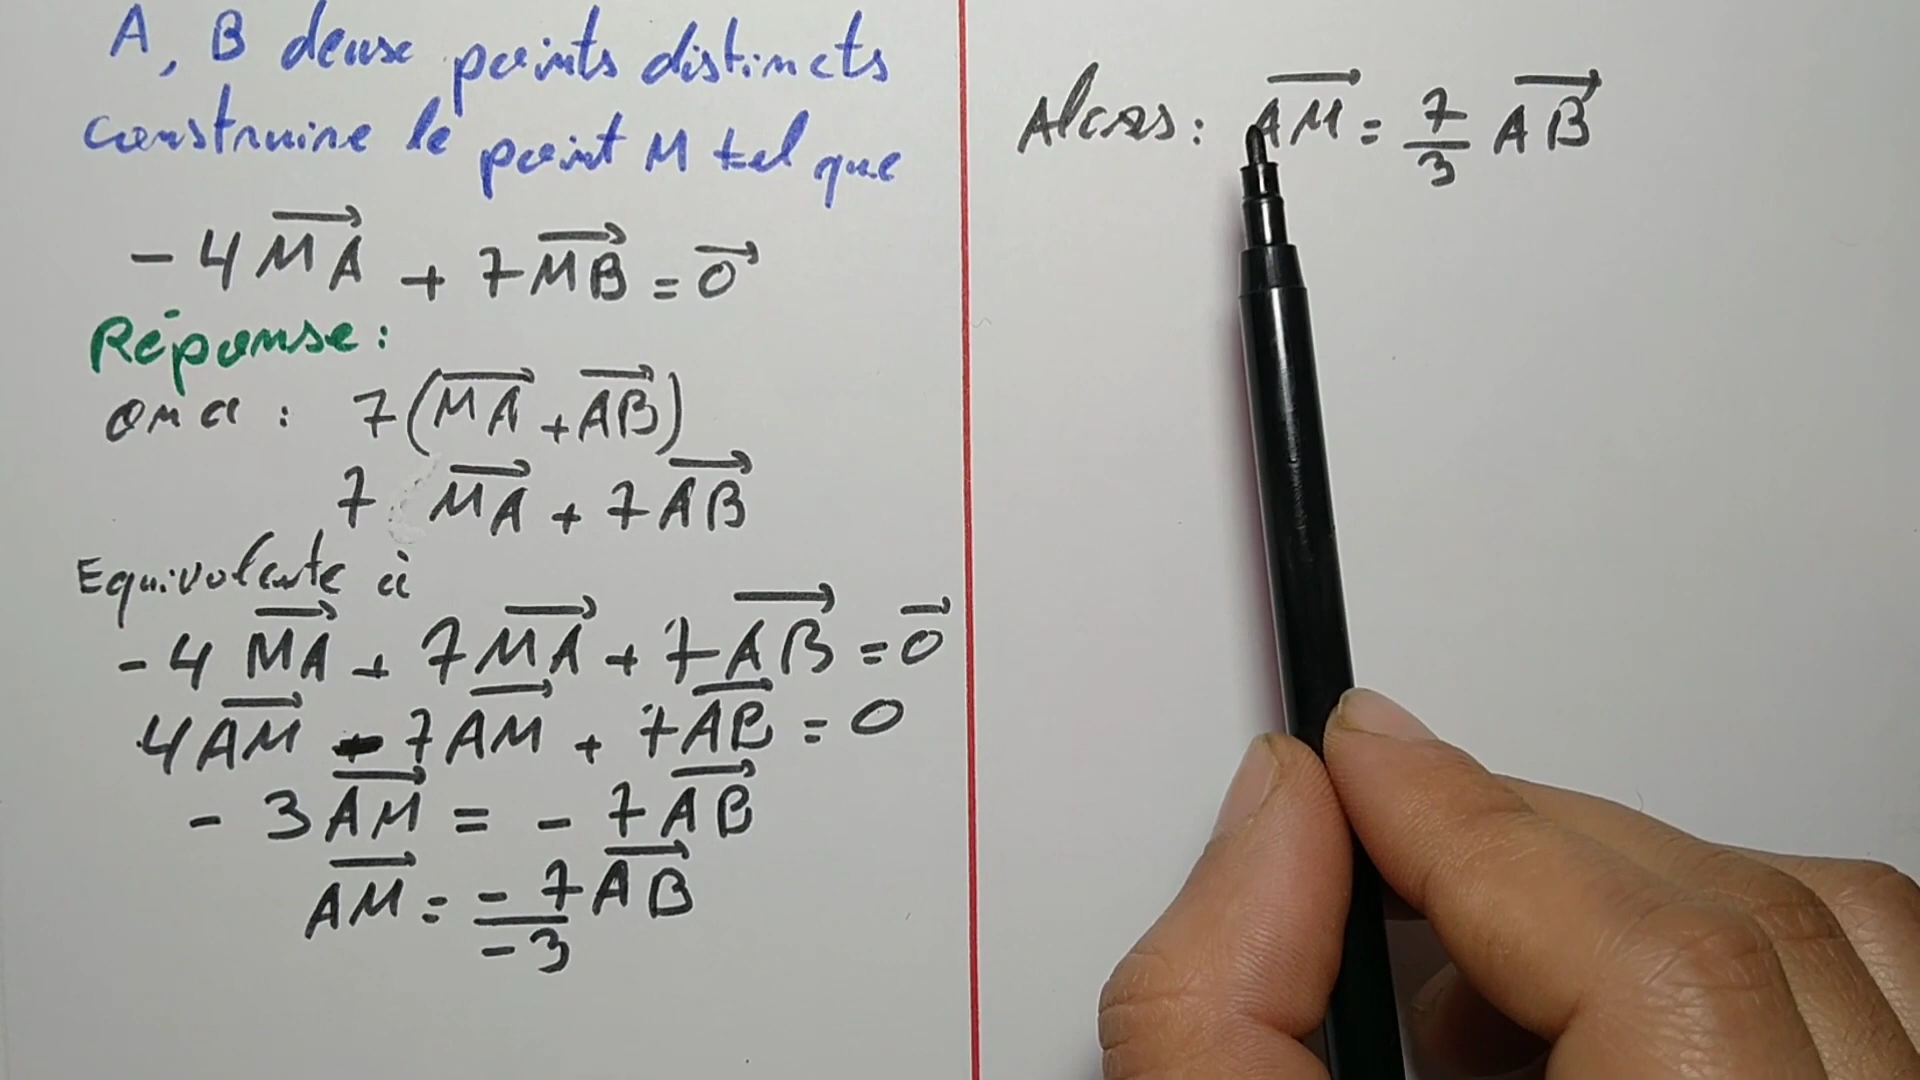 A, B deux points distincts
construire le point M tel que
- 4 MA + 7 MB = 0
Réponse :
on a : 7 (MA + AB)
7 MA + 7 AB
Equivalente à
- 4 MA + 7 MA + 7 AB = 0
4 AM - 7 AM + 7 AB = 0
- 3 AM = - 7 AB
AM = -7/-3 AB
Alors : AM = 7/3 AB